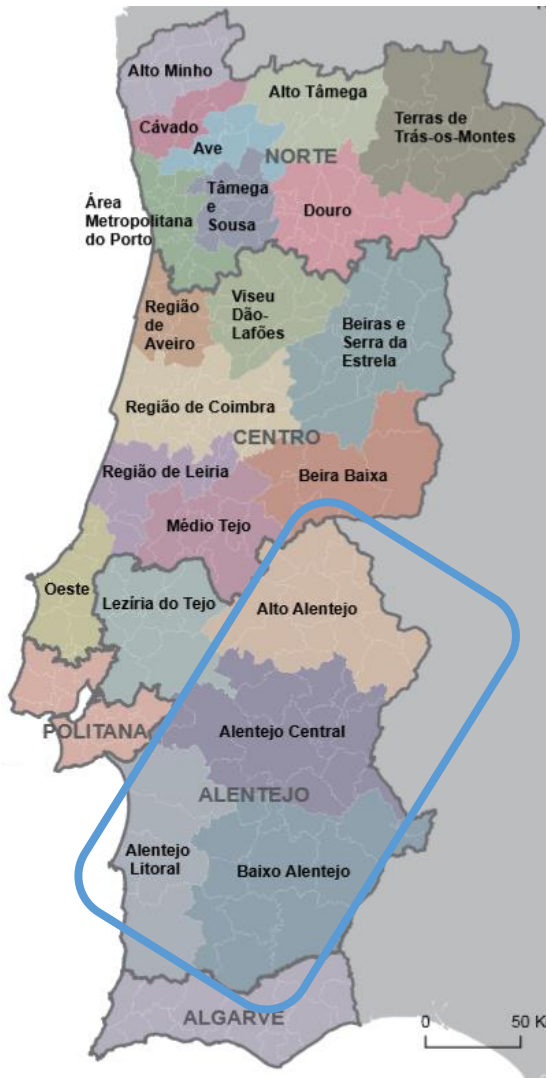 Alto Minho
Alto Tâmega
Terras de
Trás-os-Montes
Cávado
Ave
NORTE
Área
Metropolitana
do Porto
Tâmega
e
Sousa
Douro
Região
de
Aveiro
Viseu
Dão-
Lafões
Beiras e
Serra da
Estrela
Região de Coimbra
CENTRO
Região de Leiria
Beira Baixa
Médio Tejo
Oeste
Lezíria do Tejo
Alto Alentejo
POLITANA
Alentejo Central
ALENTEJO
Alentejo
Litoral
Baixo Alentejo
ALGARVE
0 50 K